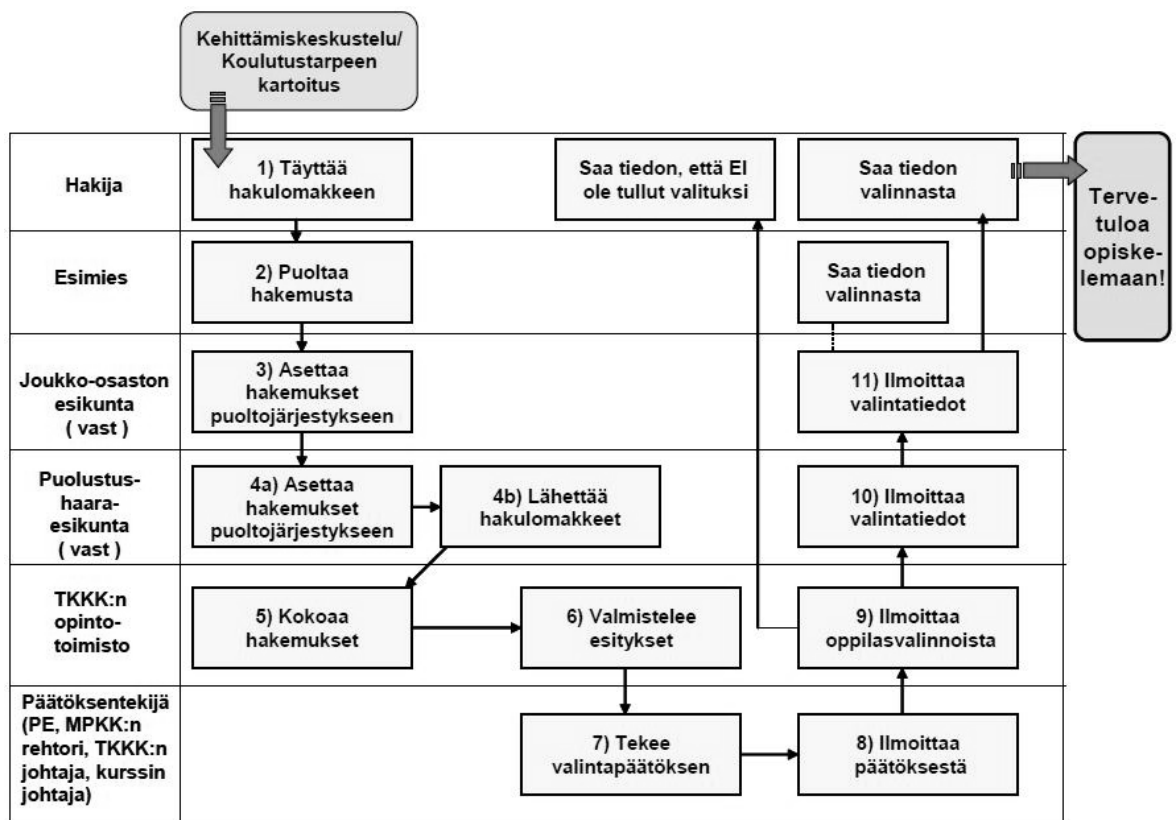 Kehittämiskeskustelu/
Koulutustarpeen
kartoitus
Hakija
1) Täyttää
hakulomakkeen
Saa tiedon, että EI
ole tullut valituksi
Saa tiedon
valinnasta
Terve-
tuloa
opiske-
lemaan!
Esimies
2) Puoltaa
hakemusta
Saa tiedon
valinnasta
Joukko-osaston
esikunta
( vast )
3) Asettaa
hakemukset
puoltojärjestykseen
11) Ilmoittaa
valintatiedot
Puolustus-
haara-
esikunta
( vast )
4a) Asettaa
hakemukset
puoltojärjestykseen
4b) Lähettää
hakulomakkeet
10) Ilmoittaa
valintatiedot
TKKK:n
opinto-
toimisto
5) Kokoaa
hakemukset
6) Valmistelee
esitykset
9) Ilmoittaa
oppilasvalinnoista
Päätöksentekijä
(PE, MPKK:n
rehtori, TKKK:n
johtaja, kurssin
johtaja)
7) Tekee
valintapäätöksen
8) Ilmoittaa
päätöksestä